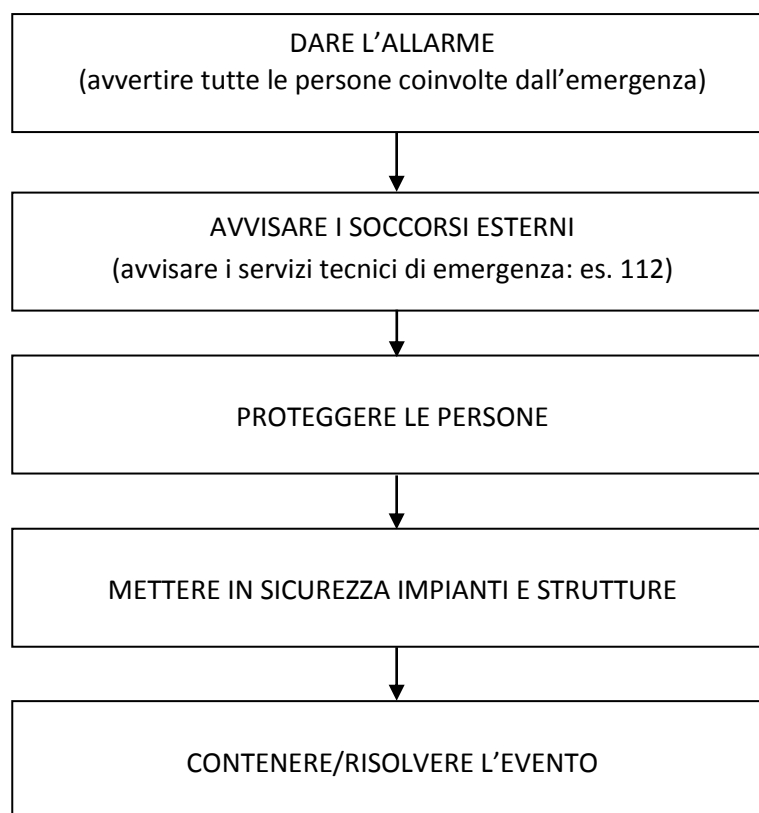 DARE L’ALLARME
(avvertire tutte le persone coinvolte dall’emergenza)
AVVISARE I SOCCORSI ESTERNI
(avvisare i servizi tecnici di emergenza: es. 112)
PROTEGGERE LE PERSONE
METTERE IN SICUREZZA IMPIANTI E STRUTTURE
CONTENERE/RISOLVERE L’EVENTO